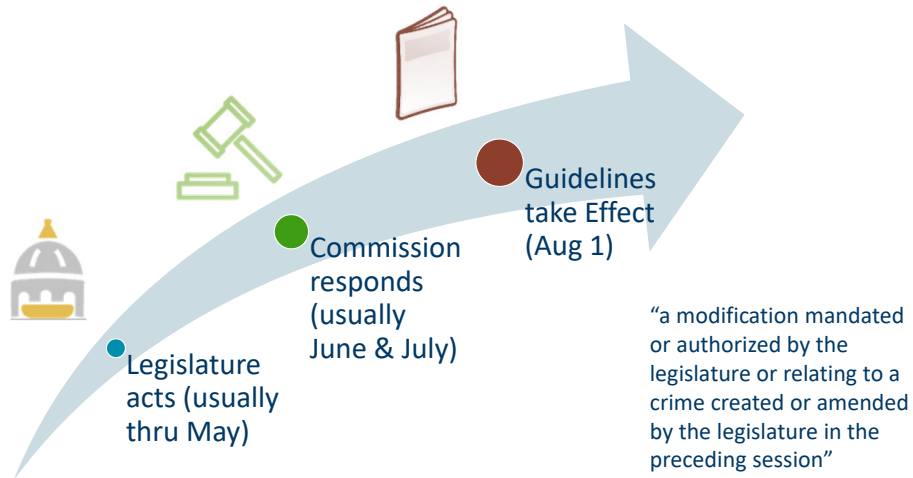 Legislature
acts (usually
thru May)
Commission
responds
(usually
June & July)
Guidelines
take Effect
(Aug 1)
“a modification mandated
or authorized by the
legislature or relating to a
crime created or amended
by the legislature in the
preceding session”